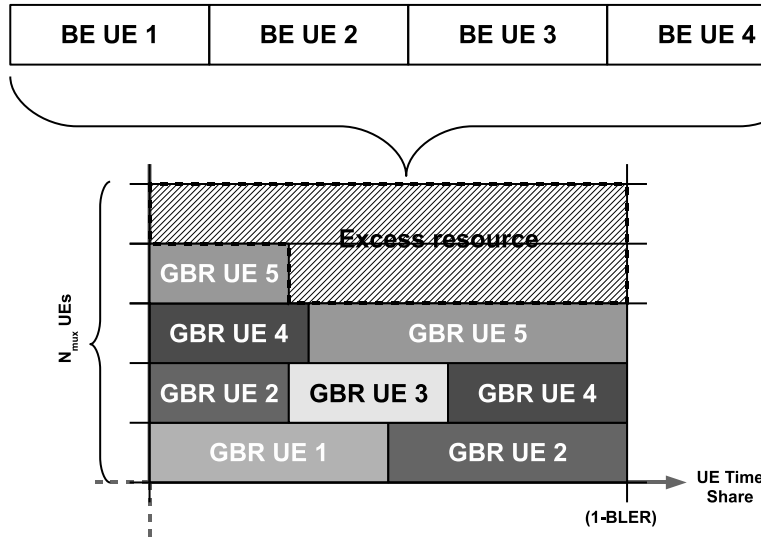 BE UE 1 BE UE 2 BE UE 3 BE UE 4
Excess resource
GBR UE 5
GBR UE 4 GBR UE 5
GBR UE 2 GBR UE 3 GBR UE 4
GBR UE 1 GBR UE 2
Nmux UEs
UE Time
Share
(1-BLER)